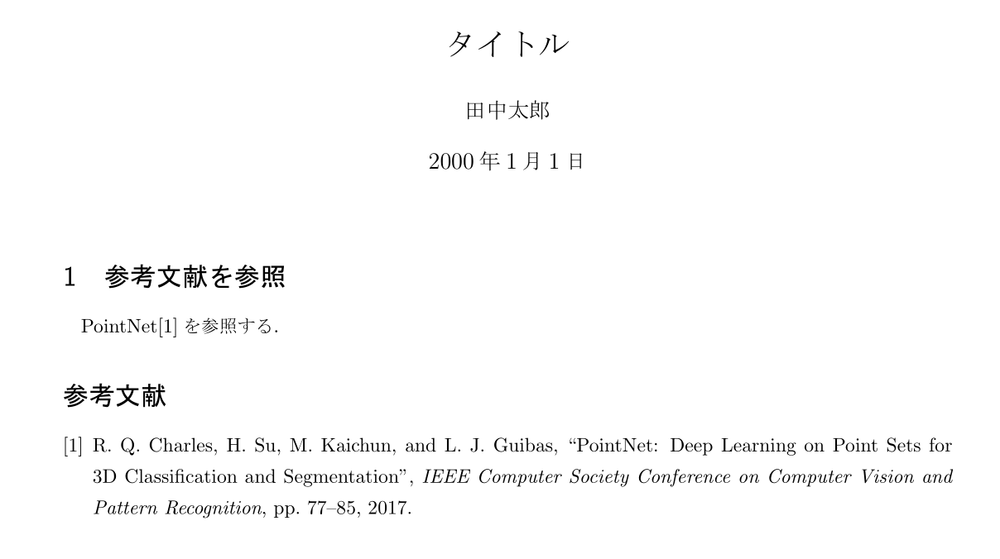 タイトル
田中太郎
2000 年 1 月 1 日
1 参考文献を参照
PointNet[1] を参照する.
参考文献
[1] R. Q. Charles, H. Su, M. Kaichun, and L. J. Guibas, “PointNet: Deep Learning on Point Sets for
3D Classification and Segmentation”, IEEE Computer Society Conference on Computer Vision and
Pattern Recognition, pp. 77–85, 2017.